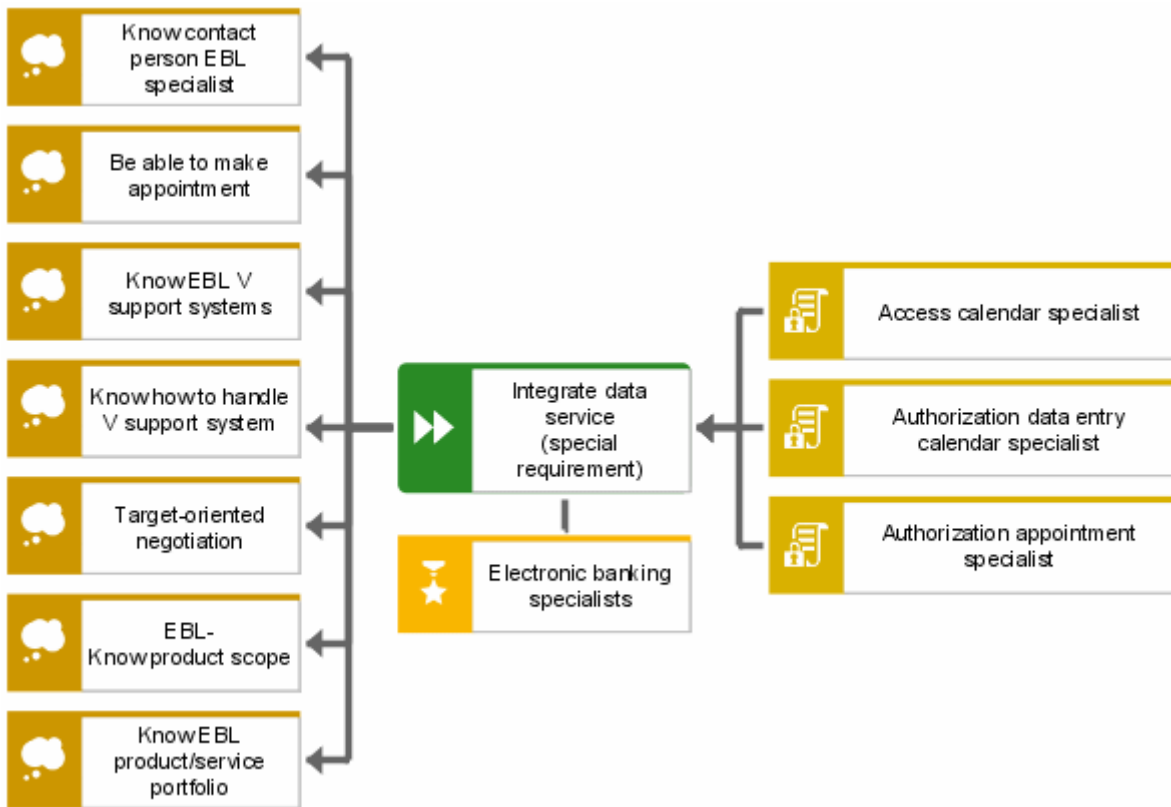 Know contact
person EBL
specialist
Be able to make
appointment
Know EBL V
support systems
Know how to handle
V support system
Target-oriented
negotiation
EBL-
Know product scope
Know EBL
product/service
portfolio
Integrate data
service
(special
requirement)
Electronic banking
specialists
Access calendar specialist
Authorization data entry
calendar specialist
Authorization appointment
specialist